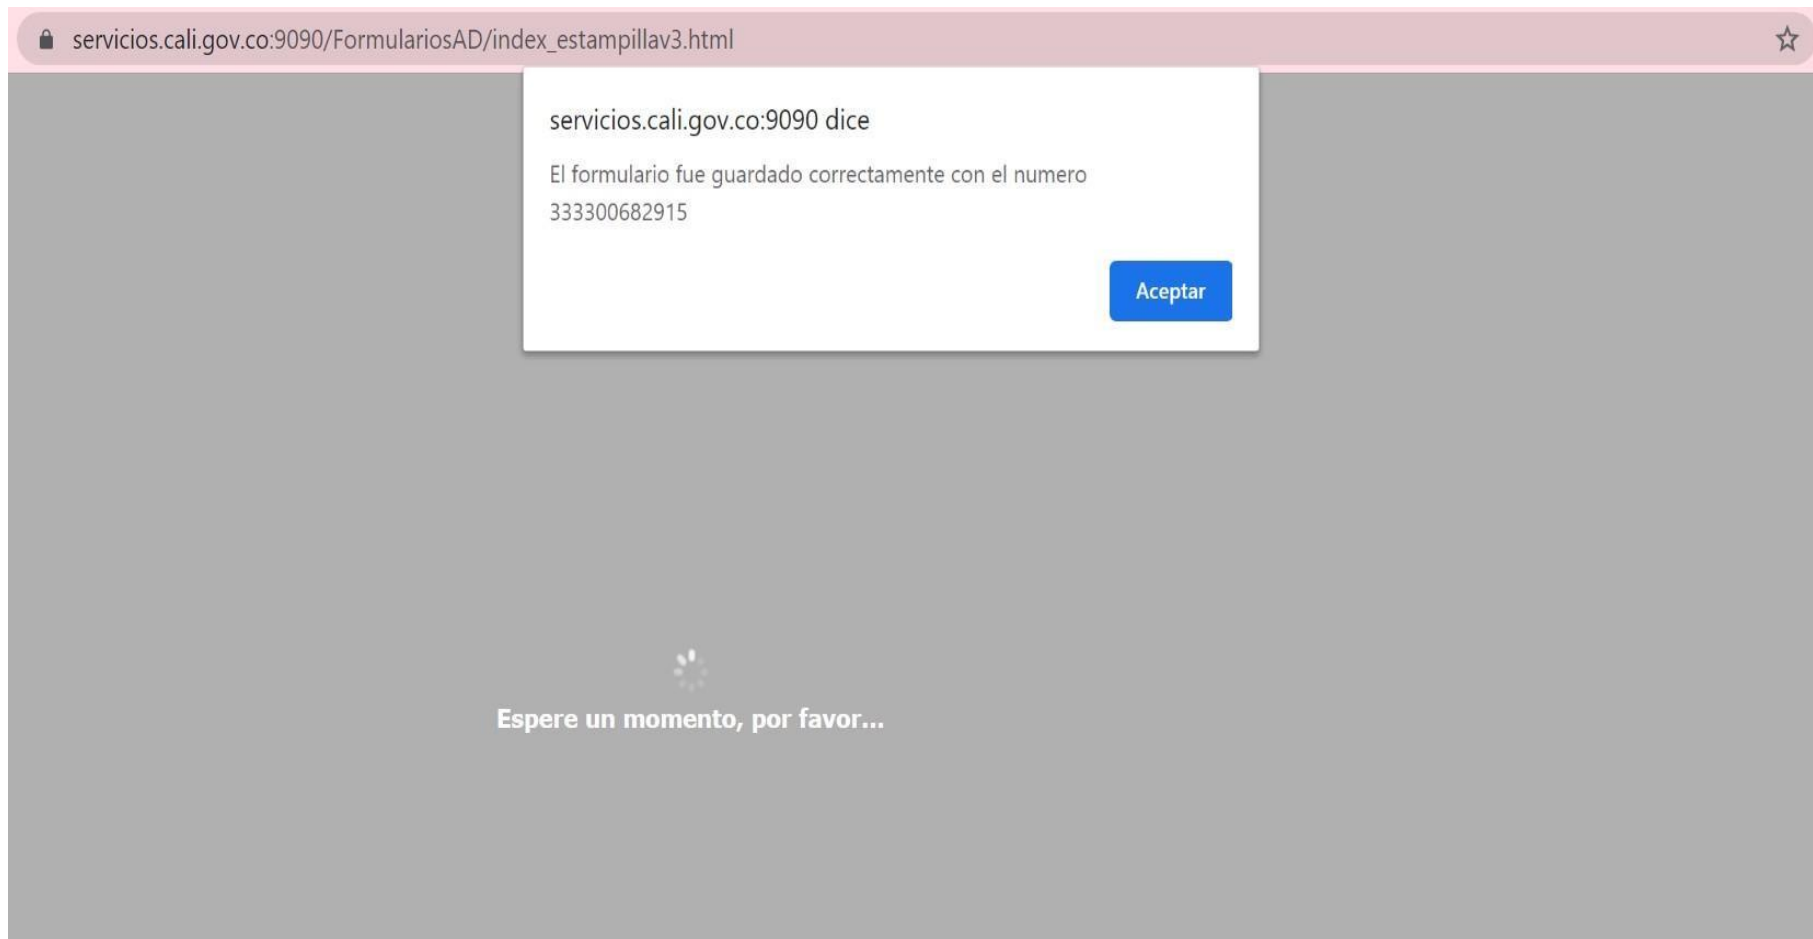 servicios.cali.gov.co:9090/FormulariosAD/index_estampillav3.html
servicios.cali.gov.co:9090 dice
El formulario fue guardado correctamente con el numero
333300682915
Aceptar
Espere un momento, por favor...